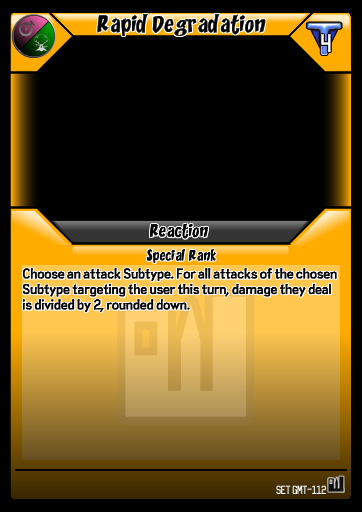 Rapid Degradation
4
Reaction
Special Rank
Choose an attack Subtype. For all attacks of the chosen
Subtype targeting the user this turn, damage they deal
is divided by 2, rounded down.
SET GMT-112